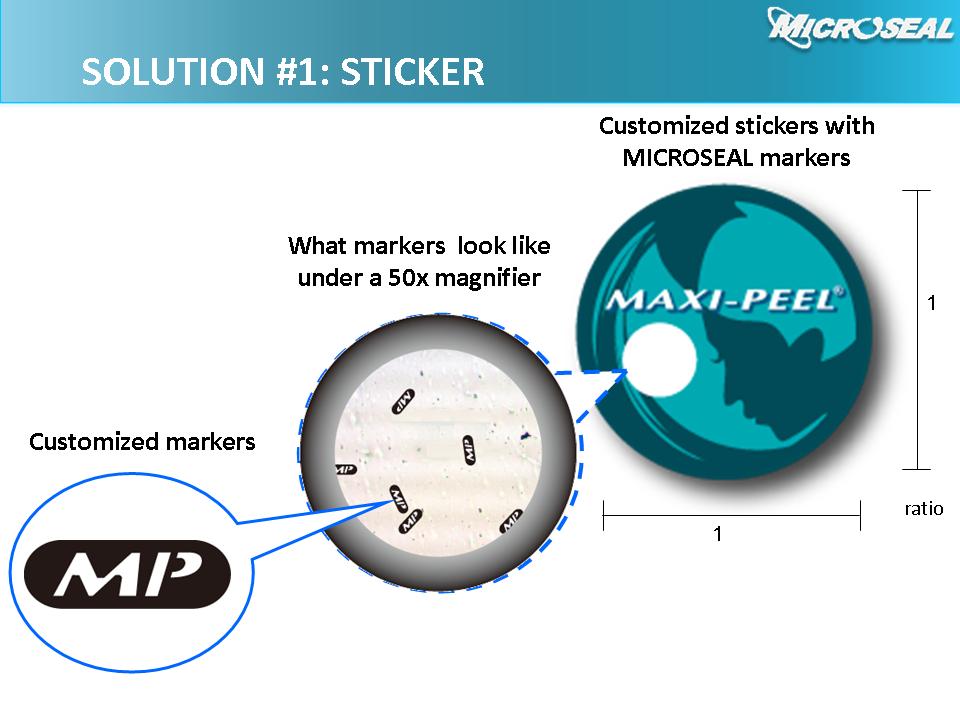 MICROSEAL
SOLUTION #1: STICKER
Customized stickers with
MICROSEAL markers
What markers look like
under a 50x magnifier
MAXI-PEEL®
1
Customized markers
MP
MP
MP
MP
MP
MP
MP
ratio
1